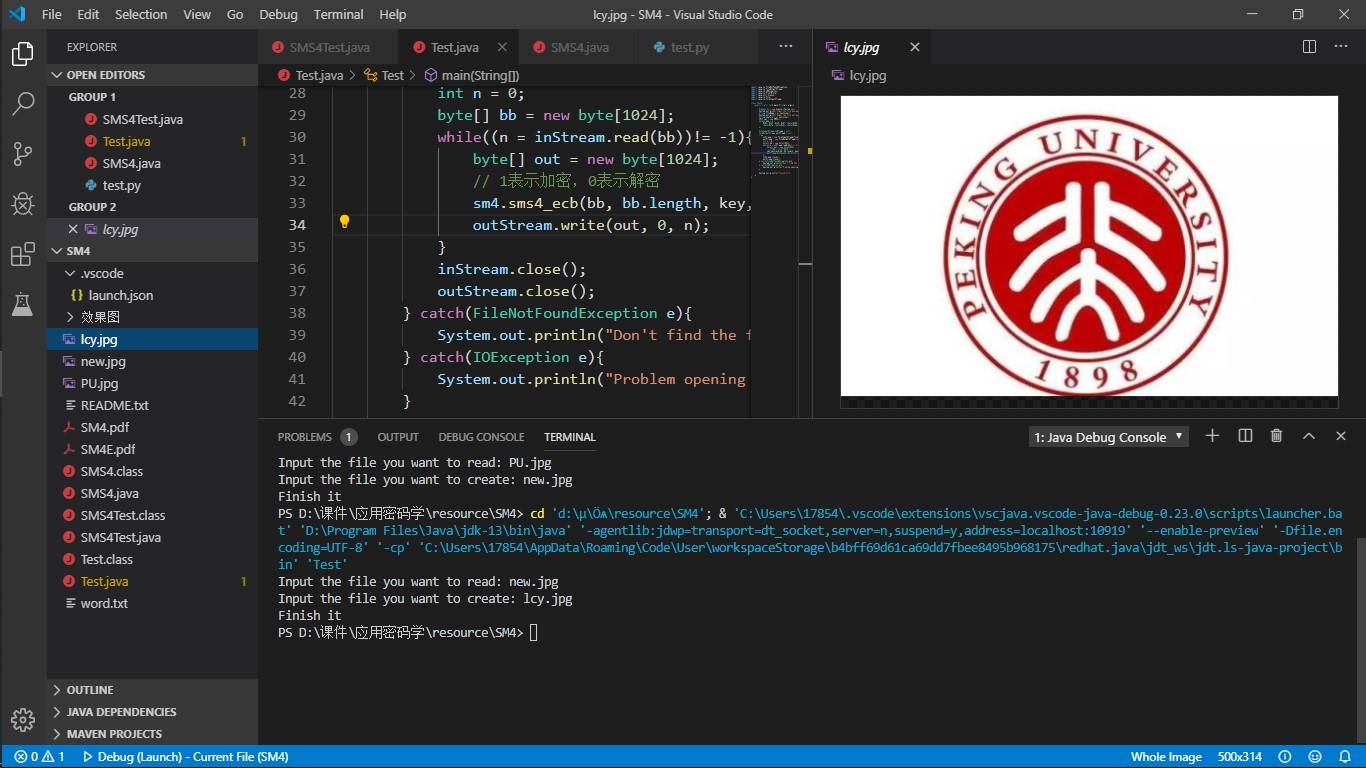 File Edit Selection View Go Debug Terminal Help
lcy.jpg - SM4 - Visual Studio Code
EXPLORER
OPEN EDITORS
GROUP 1
SMS4Test.java
Test.java 1
SMS4.java
test.py
GROUP 2
lcy.jpg
SM4
.vscode
launch.json
效果图
lcy.jpg
new.jpg
PU.jpg
README.txt
SM4.pdf
SM4E.pdf
SMS4.class
SMS4.java
SMS4Test.class
SMS4Test.java
Test.class
Test.java 1
word.txt
OUTLINE
JAVA DEPENDENCIES
MAVEN PROJECTS
SMS4Test.java Test.java SMS4.java test.py
Test.java > Test > main(String[])
28 int n = 0;
29 byte[] bb = new byte[1024];
30 while((n = inStream.read(bb))!= -1){
31 byte[] out = new byte[1024];
32 // 1表示加密，0表示解密
33 sm4.sms4_ecb(bb, bb.length, key,
34 outStream.write(out, 0, n);
35 }
36 inStream.close();
37 outStream.close();
38 } catch(FileNotFoundException e){
39 System.out.println("Don't find the f
40 } catch(IOException e){
41 System.out.println("Problem opening
42 }
lcy.jpg
lcy.jpg
PEKING UNIVERSITY
1898
PROBLEMS 1 OUTPUT DEBUG CONSOLE TERMINAL
1: Java Debug Console
Input the file you want to read: PU.jpg
Input the file you want to create: new.jpg
Finish it
PS D:\课件\应用密码学\resource\SM4> cd 'd:\μ\Öѧ\resource\SM4'; & 'C:\Users\17854\.vscode\extensions\vscjava.vscode-java-debug-0.23.0\scripts\launcher.ba
t' 'D:\Program Files\Java\jdk-13\bin\java' '-agentlib:jdwp=transport=dt_socket,server=n,suspend=y,address=localhost:10919' '--enable-preview' '-Dfile.en
coding=UTF-8' '-cp' 'C:\Users\17854\AppData\Roaming\Code\User\workspaceStorage\b4bff69d61ca69dd7fbee8495b968175\redhat.java\jdt_ws\jdt.ls-java-project\b
in' 'Test'
Input the file you want to read: new.jpg
Input the file you want to create: lcy.jpg
Finish it
PS D:\课件\应用密码学\resource\SM4>
0 1 Debug (Launch) - Current File (SM4)
Whole Image 500x314